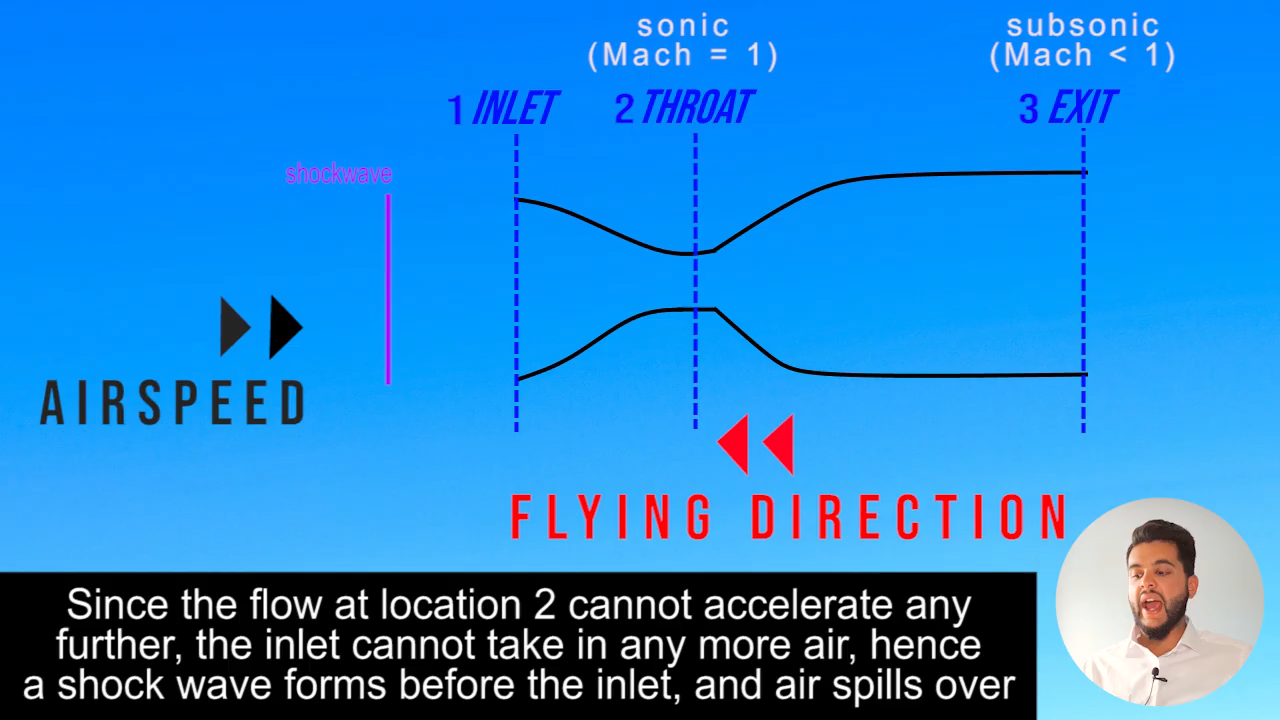 sonic
(Mach = 1)
subsonic
(Mach < 1)
1 INLET
2 THROAT
3 EXIT
shockwave
AIRSPEED
FLYING DIRECTION
Since the flow at location 2 cannot accelerate any
further, the inlet cannot take in any more air, hence
a shock wave forms before the inlet, and air spills over